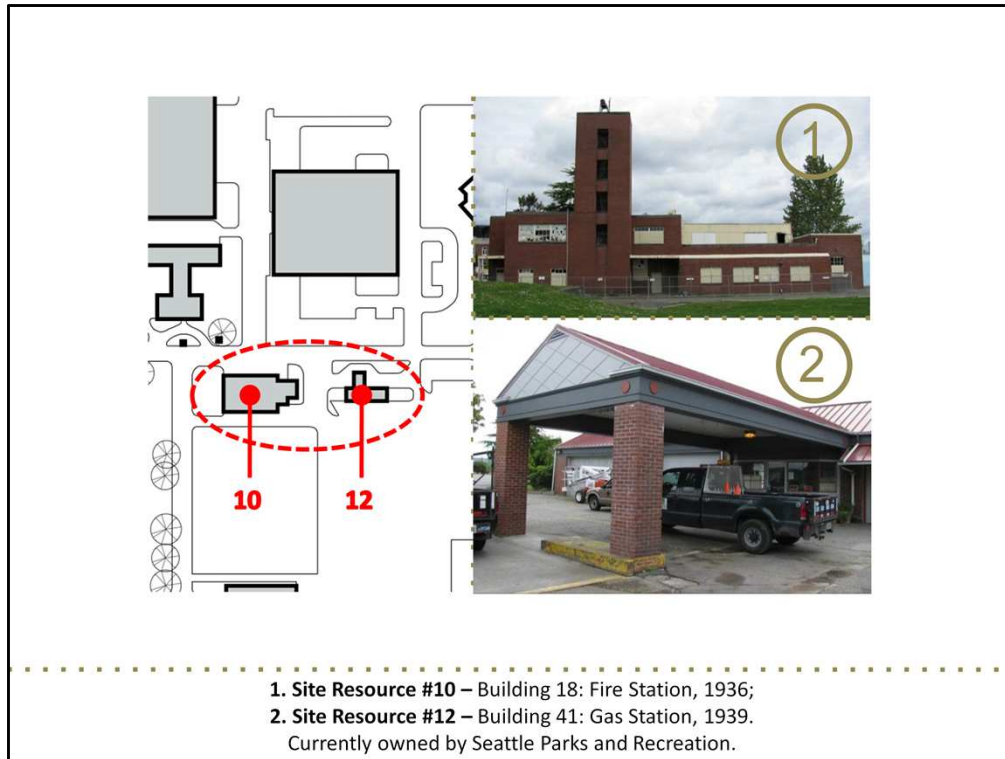 1
2
10
12
1. Site Resource #10 – Building 18: Fire Station, 1936;
2. Site Resource #12 – Building 41: Gas Station, 1939.
Currently owned by Seattle Parks and Recreation.